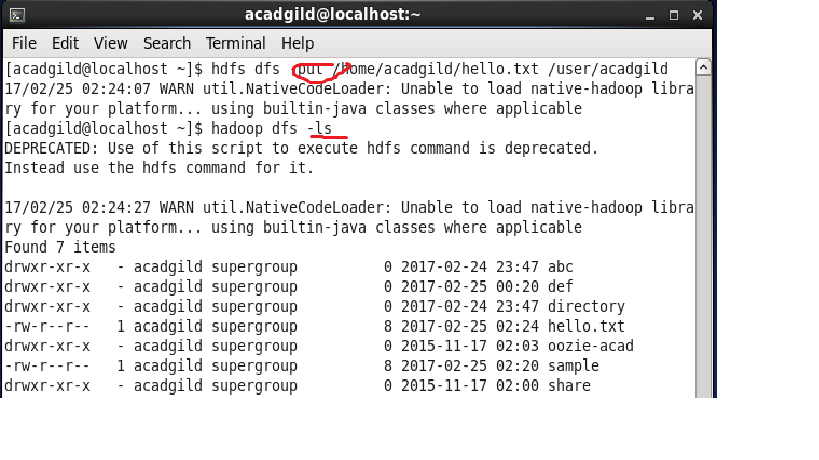 acadgild@localhost:~
File Edit View Search Terminal Help
[acadgild@localhost ~]$ hdfs dfs -put /home/acadgild/hello.txt /user/acadgild
17/02/25 02:24:07 WARN util.NativeCodeLoader: Unable to load native-hadoop libra
ry for your platform... using builtin-java classes where applicable
[acadgild@localhost ~]$ hadoop dfs -ls
DEPRECATED: Use of this script to execute hdfs command is deprecated.
Instead use the hdfs command for it.
17/02/25 02:24:27 WARN util.NativeCodeLoader: Unable to load native-hadoop libra
ry for your platform... using builtin-java classes where applicable
Found 7 items
drwxr-xr-x   - acadgild supergroup          0 2017-02-24 23:47 abc
drwxr-xr-x   - acadgild supergroup          0 2017-02-25 00:20 def
drwxr-xr-x   - acadgild supergroup          0 2017-02-24 23:47 directory
-rw-r--r--   1 acadgild supergroup          8 2017-02-25 02:24 hello.txt
drwxr-xr-x   - acadgild supergroup          0 2015-11-17 02:03 oozie-acad
-rw-r--r--   1 acadgild supergroup          8 2017-02-25 02:20 sample
drwxr-xr-x   - acadgild supergroup          0 2015-11-17 02:00 share